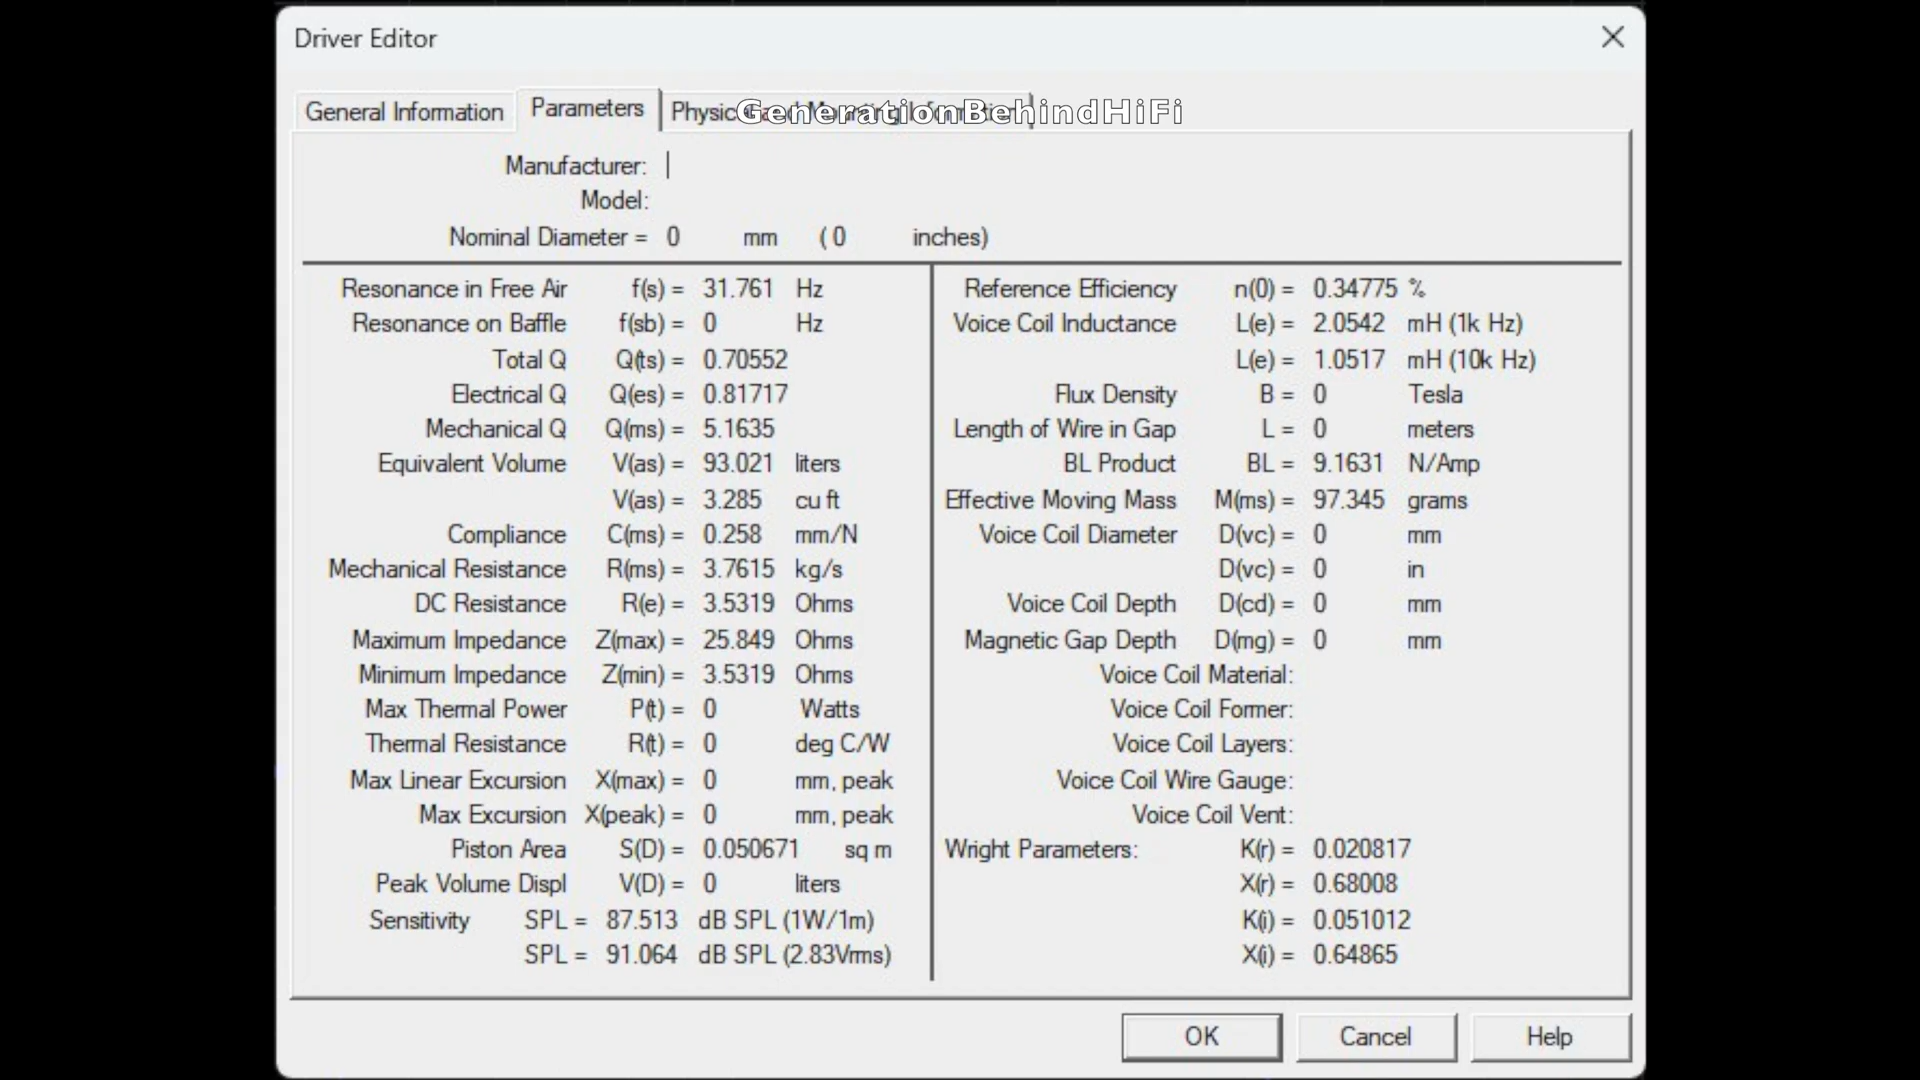 Driver Editor
General Information Parameters
GenerationBehindHiFi
Manufacturer:
Model:
Nominal Diameter = 0 mm ( 0 inches)
Resonance in Free Air f(s) = 31.761 Hz
Resonance on Baffle f(sb) = 0 Hz
Total Q Q(ts) = 0.70552
Electrical Q Q(es) = 0.81717
Mechanical Q Q(ms) = 5.1635
Equivalent Volume V(as) = 93.021 liters
V(as) = 3.285 cu ft
Compliance C(ms) = 0.258 mm/N
Mechanical Resistance R(ms) = 3.7615 kg/s
DC Resistance R(e) = 3.5319 Ohms
Maximum Impedance Z(max) = 25.849 Ohms
Minimum Impedance Z(min) = 3.5319 Ohms
Max Thermal Power P(t) = 0 Watts
Thermal Resistance R(t) = 0 deg C/W
Max Linear Excursion X(max) = 0 mm, peak
Max Excursion X(peak) = 0 mm, peak
Piston Area S(D) = 0.050671 sq m
Peak Volume Displ V(D) = 0 liters
Sensitivity SPL = 87.513 dB SPL (1W/1m)
SPL = 91.064 dB SPL (2.83Vrms)
Reference Efficiency n(0) = 0.34775 %
Voice Coil Inductance L(e) = 2.0542 mH (1k Hz)
L(e) = 1.0517 mH (10k Hz)
Flux Density B = 0 Tesla
Length of Wire in Gap L = 0 meters
BL Product BL = 9.1631 N/Amp
Effective Moving Mass M(ms) = 97.345 grams
Voice Coil Diameter D(vc) = 0 mm
D(vc) = 0 in
Voice Coil Depth D(cd) = 0 mm
Magnetic Gap Depth D(mg) = 0 mm
Voice Coil Material:
Voice Coil Former:
Voice Coil Layers:
Voice Coil Wire Gauge:
Voice Coil Vent:
Wright Parameters: K(r) = 0.020817
X(r) = 0.68008
K(i) = 0.051012
X(i) = 0.64865
OK Cancel Help